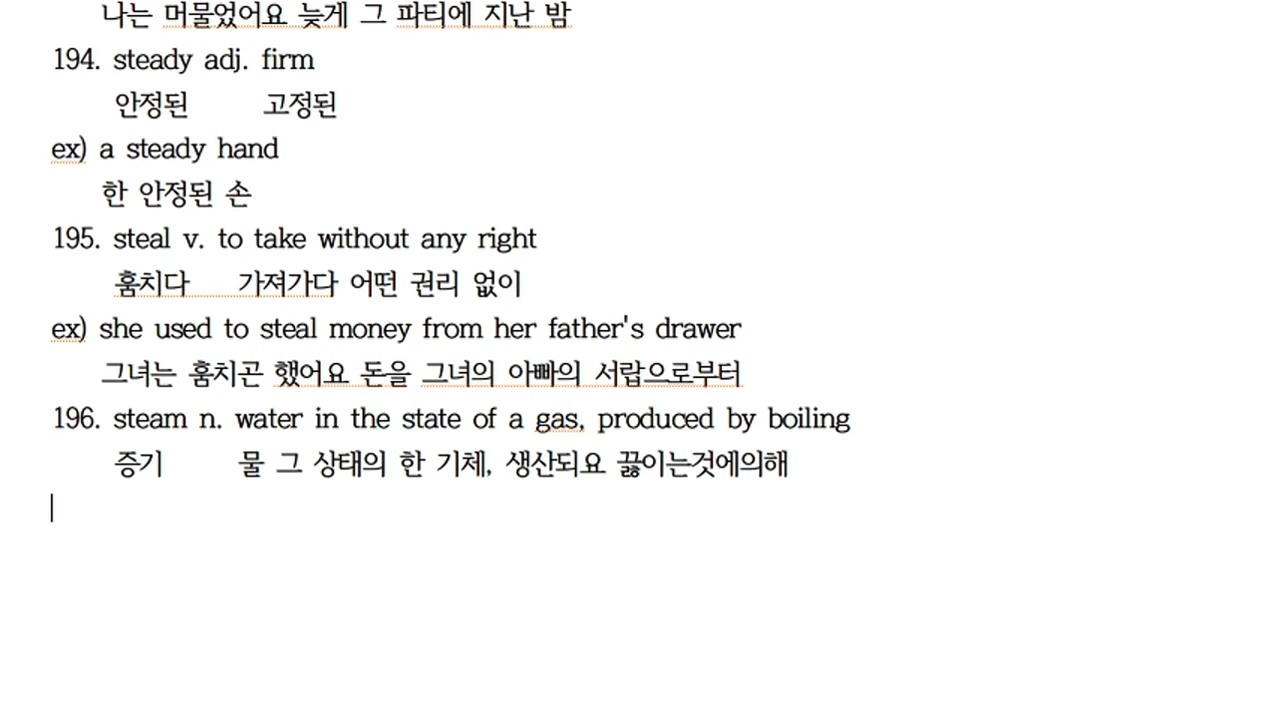 나는 머물었어요 늦게 그 파티에 지난 밤
194. steady adj. firm
안정된 고정된
ex) a steady hand
한 안정된 손
195. steal v. to take without any right
훔치다 가져가다 어떤 권리 없이
ex) she used to steal money from her father's drawer
그녀는 훔치곤 했어요 돈을 그녀의 아빠의 서랍으로부터
196. steam n. water in the state of a gas, produced by boiling
증기 물 그 상태의 한 기체, 생산되요 끓이는것에의해